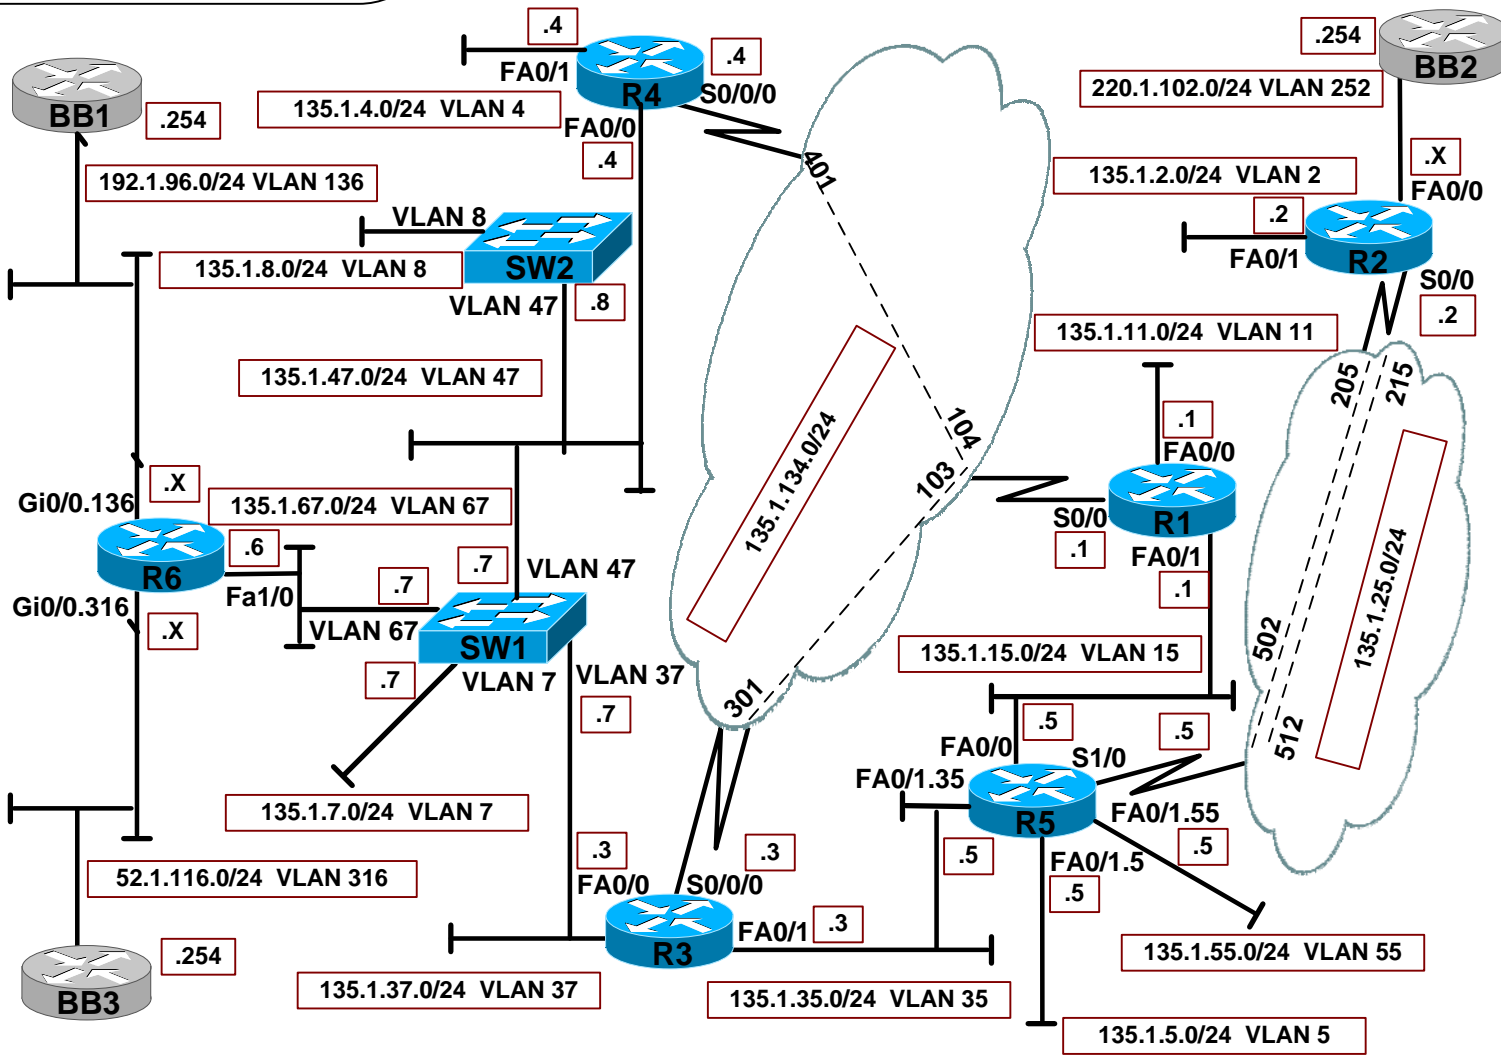 .4
FA0/1
R4
.4
S0/0/0
.254
BB2
BB1
.254
135.1.4.0/24 VLAN 4
FA0/0
.4
220.1.102.0/24 VLAN 252
401
192.1.96.0/24 VLAN 136
135.1.2.0/24 VLAN 2
.X
FA0/0
VLAN 8
.2
FA0/1
R2
S0/0
.2
135.1.8.0/24 VLAN 8
SW2
VLAN 47
.8
135.1.11.0/24 VLAN 11
135.1.47.0/24 VLAN 47
205
215
135.1.134.0/24
104
103
.1
FA0/0
R1
S0/0
.1
FA0/1
.1
Gi0/0.136
.X
135.1.67.0/24 VLAN 67
.6
R6
Fa1/0
Gi0/0.316
.X
.7
.7
VLAN 47
VLAN 67
SW1
.7
VLAN 7
VLAN 37
.7
301
135.1.25.0/24
502
512
135.1.15.0/24 VLAN 15
.5
FA0/0
.5
S1/0
FA0/1.35
R5
FA0/1.55
.5
.5
FA0/1.5
.5
135.1.7.0/24 VLAN 7
52.1.116.0/24 VLAN 316
.3
FA0/0
.3
S0/0/0
R3
FA0/1
.3
.254
BB3
135.1.37.0/24 VLAN 37
135.1.35.0/24 VLAN 35
135.1.55.0/24 VLAN 55
135.1.5.0/24 VLAN 5